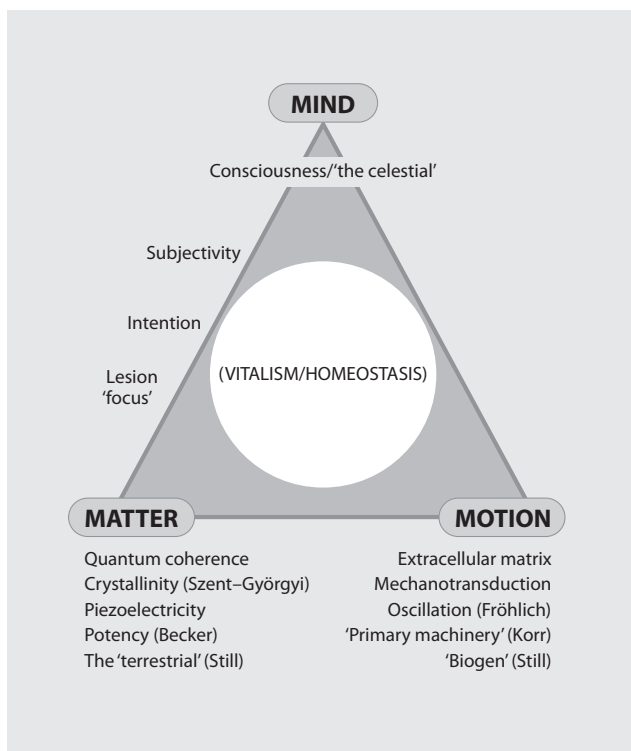 MIND
Consciousness/‘the celestial’
Subjectivity
Intention
Lesion
‘focus’
(VITALISM/HOMEOSTASIS)
MATTER
MOTION
Quantum coherence
Crystallinity (Szent–Györgyi)
Piezoelectricity
Potency (Becker)
The ‘terrestrial’ (Still)
Extracellular matrix
Mechanotransduction
Oscillation (Fröhlich)
‘Primary machinery’ (Korr)
‘Biogen’ (Still)